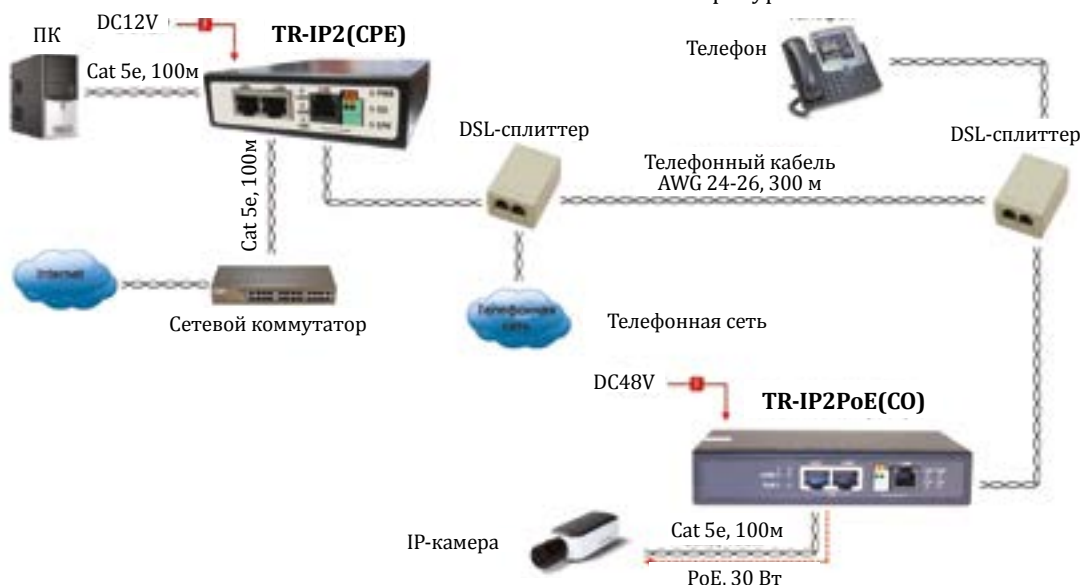 DC12V
ПК
TR-IP2(CPE)
Телефон
Cat 5e, 100м
DSL-сплиттер
DSL-сплиттер
Телефонный кабель
AWG 24-26, 300 м
Cat 5e, 100м
Internet
Сетевой коммутатор
Телефонная
сеть
Телефонная сеть
DC48V
TR-IP2PoE(CO)
IP-камера
Cat 5e, 100м
PoE, 30 Вт